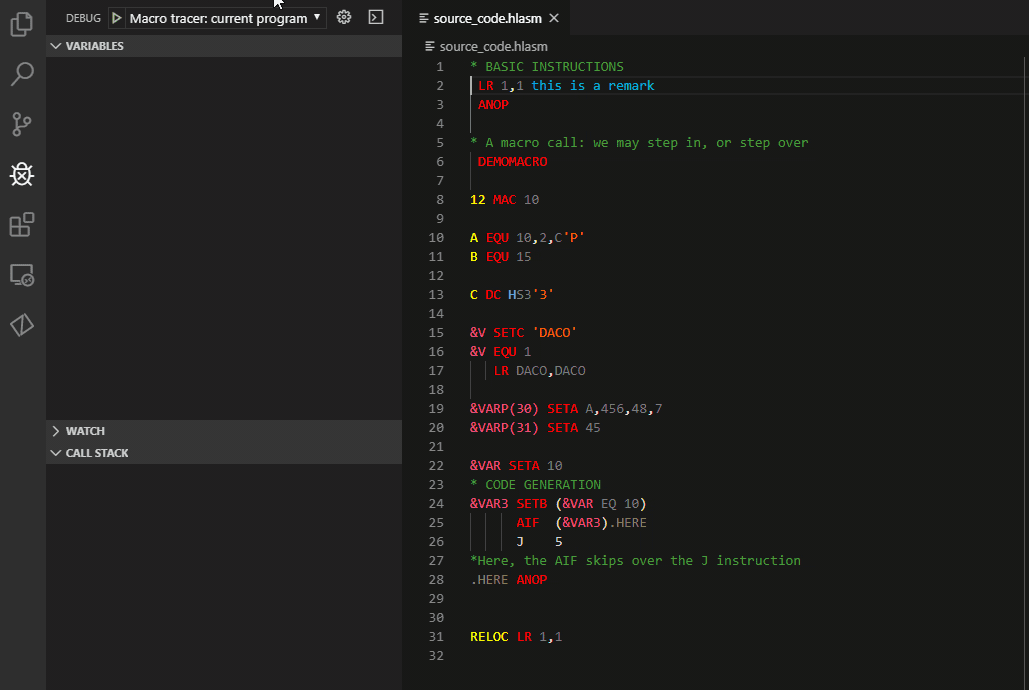 DEBUG Macro tracer: current program
VARIABLES
WATCH
CALL STACK
source_code.hlasm
source_code.hlasm
1 * BASIC INSTRUCTIONS
2 LR 1,1 this is a remark
3 ANOP
4
5 * A macro call: we may step in, or step over
6 DEMOMACRO
7
8 12 MAC 10
9
10 A EQU 10,2,C'P'
11 B EQU 15
12
13 C DC HS3'3'
14
15 &V SETC 'DACO'
16 &V EQU 1
17 LR DACO,DACO
18
19 &VARP(30) SETA A,456,48,7
20 &VARP(31) SETA 45
21
22 &VAR SETA 10
23 * CODE GENERATION
24 &VAR3 SETB (&VAR EQ 10)
25 AIF (&VAR3).HERE
26 J 5
27 *Here, the AIF skips over the J instruction
28 .HERE ANOP
29
30
31 RELOC LR 1,1
32